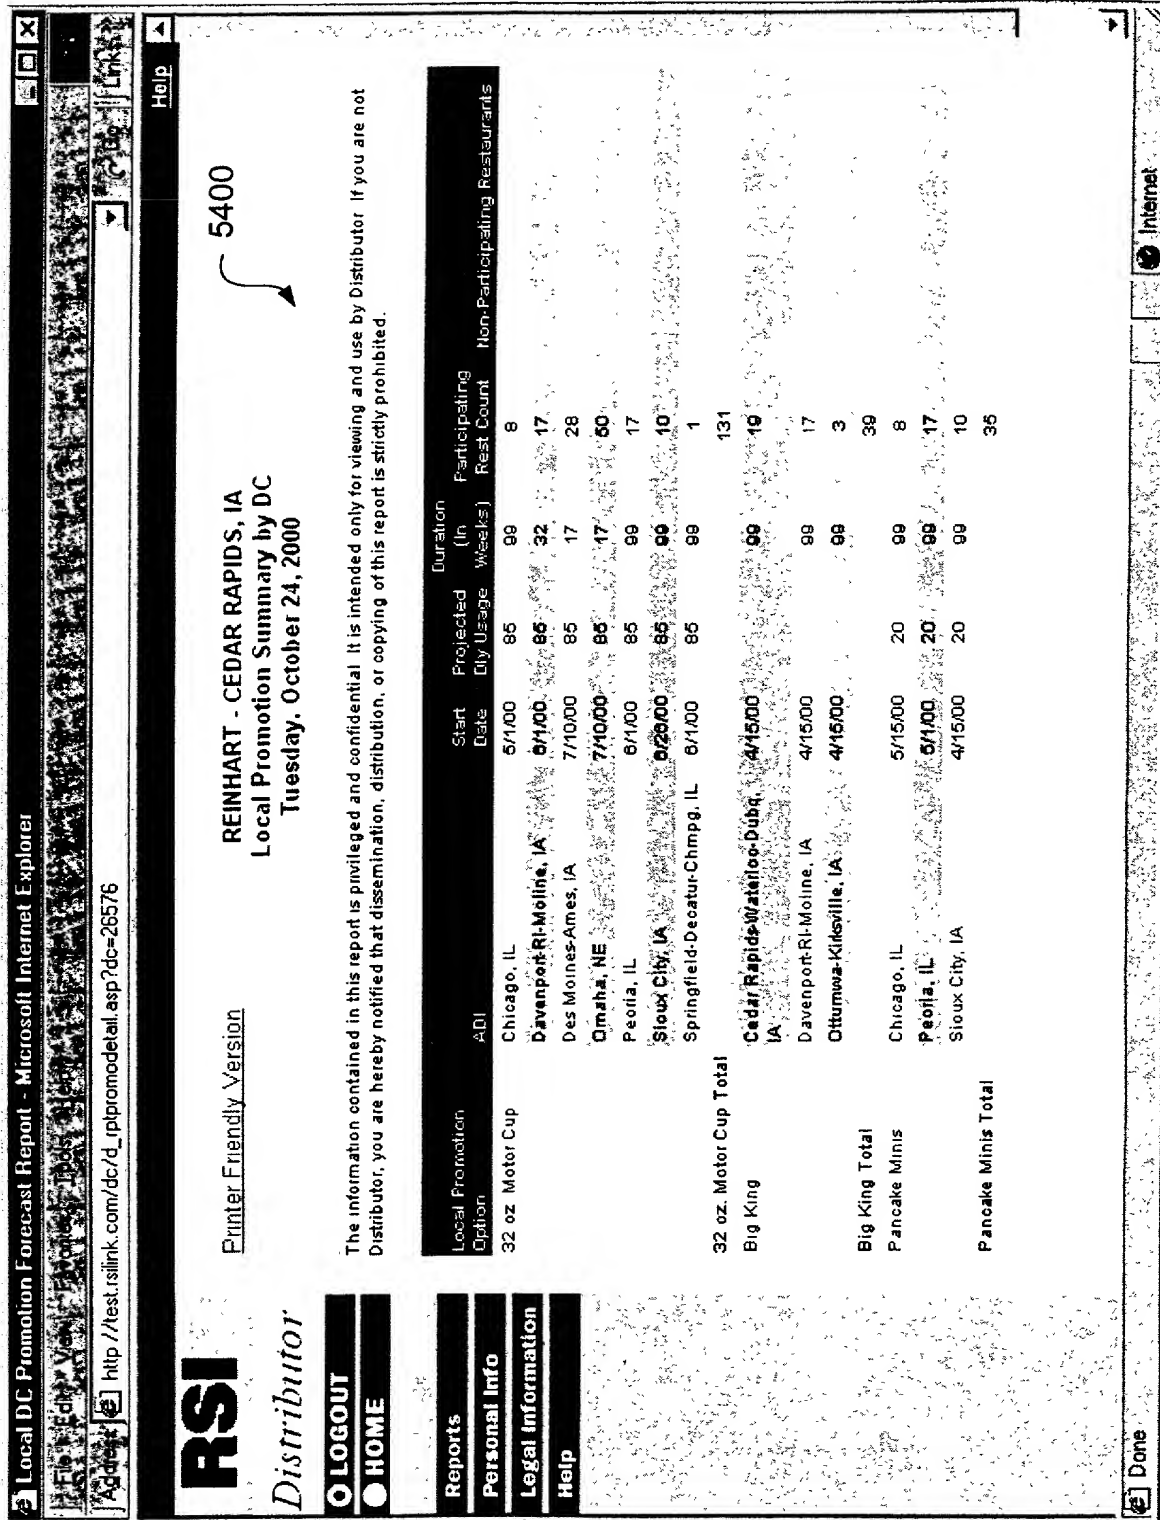 Local DC Promotion Forecast Report - Microsoft Internet Explorer
File Edit View Favorites Tools Help
Address http //test.rsilink.com/dc/d_rptpromodetail.asp?dc=26576 Go Links
Help
RSI
Distributor
LOGOUT
HOME
Reports
Personal Info
Legal Information
Help
Printer Friendly Version
REINHART - CEDAR RAPIDS, IA
Local Promotion Summary by DC
Tuesday, October 24, 2000
5400
The information contained in this report is privileged and confidential It is intended only for viewing and use by Distributor If you are not
Distributor, you are hereby notified that dissemination, distribution, or copying of this report is strictly prohibited.
Local Promotion Option ADI Start Date Projected Dly Usage Duration (In Weeks) Participating Rest Count Non-Participating Restaurants
32 oz Motor Cup Chicago, IL 5/1/00 85 99 8
Davenport-RI-Moline, IA 6/1/00 85 32 17
Des Moines-Ames, IA 7/10/00 85 17 28
Omaha, NE 7/10/00 85 17 50
Peoria, IL 6/1/00 85 99 17
Sioux City, IA 6/26/00 85 99 10
Springfield-Decatur-Chmpg, IL 6/1/00 85 99 1
32 oz. Motor Cup Total 131
Big King Cedar Rapids-Waterloo-Dubq, IA 4/15/00 99 19
Davenport-RI-Moline, IA 4/15/00 99 17
Ottumwa-Kirksville, IA 4/15/00 99 3
Big King Total 39
Pancake Minis Chicago, IL 5/15/00 20 99 8
Peoria, IL 5/1/00 20 99 17
Sioux City, IA 4/15/00 20 99 10
Pancake Minis Total 35
Done
Internet